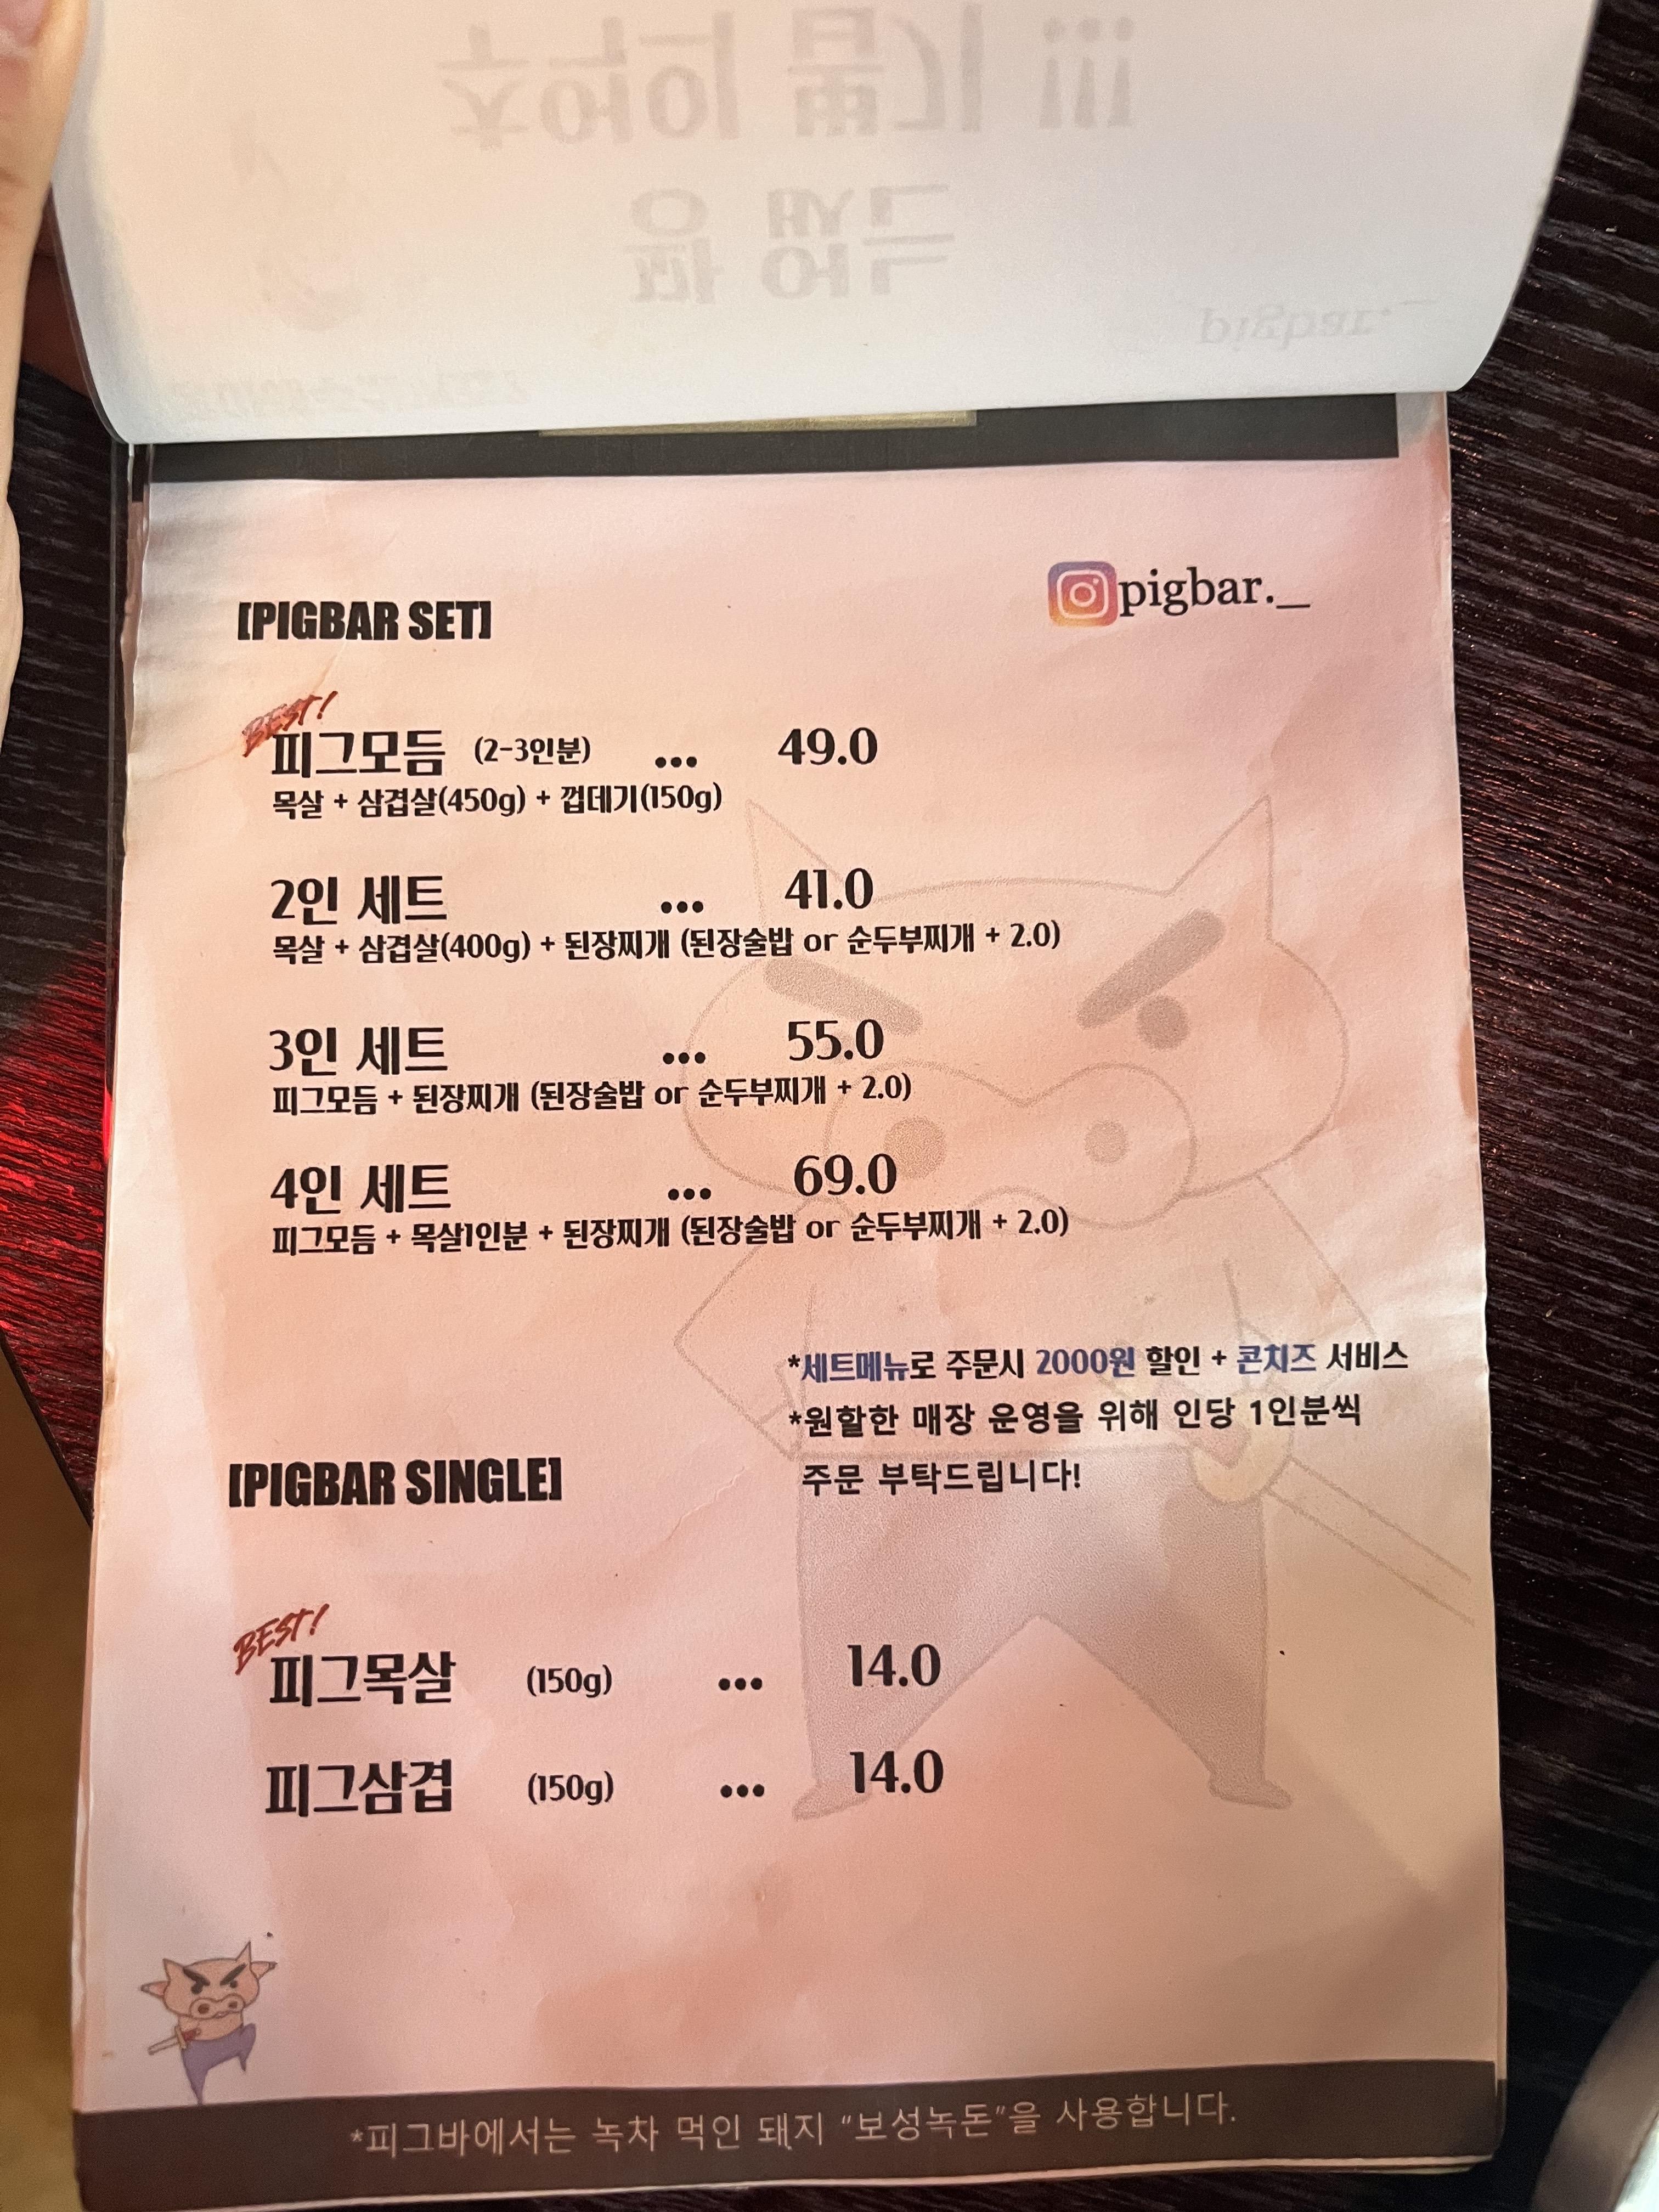 pigbar._
[PIGBAR SET]
pigbar._
BEST!
피그모듬 (2-3인분) ... 49.0
목살 + 삼겹살(450g) + 껍데기(150g)
2인 세트 ... 41.0
목살 + 삼겹살(400g) + 된장찌개 (된장술밥 or 순두부찌개 + 2.0)
3인 세트 ... 55.0
피그모듬 + 된장찌개 (된장술밥 or 순두부찌개 + 2.0)
4인 세트 ... 69.0
피그모듬 + 목살1인분 + 된장찌개 (된장술밥 or 순두부찌개 + 2.0)
*세트메뉴로 주문시 2000원 할인 + 콘치즈 서비스
*원할한 매장 운영을 위해 인당 1인분씩
주문 부탁드립니다!
[PIGBAR SINGLE]
BEST!
피그목살 (150g) ... 14.0
피그삼겹 (150g) ... 14.0
*피그바에서는 녹차 먹인 돼지 "보성녹돈"을 사용합니다.